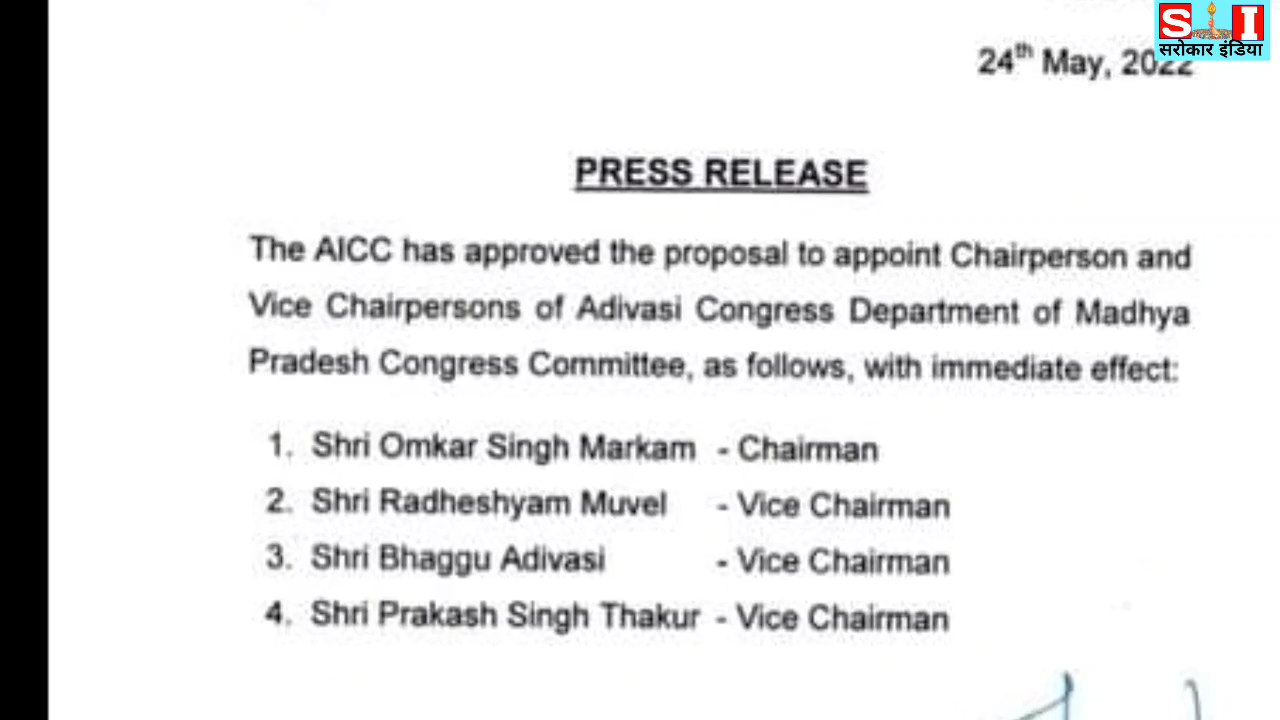 S I
सरोकार इंडिया
24th May, 2022
PRESS RELEASE
The AICC has approved the proposal to appoint Chairperson and
Vice Chairpersons of Adivasi Congress Department of Madhya
Pradesh Congress Committee, as follows, with immediate effect:
1. Shri Omkar Singh Markam - Chairman
2. Shri Radheshyam Muvel - Vice Chairman
3. Shri Bhaggu Adivasi - Vice Chairman
4. Shri Prakash Singh Thakur - Vice Chairman